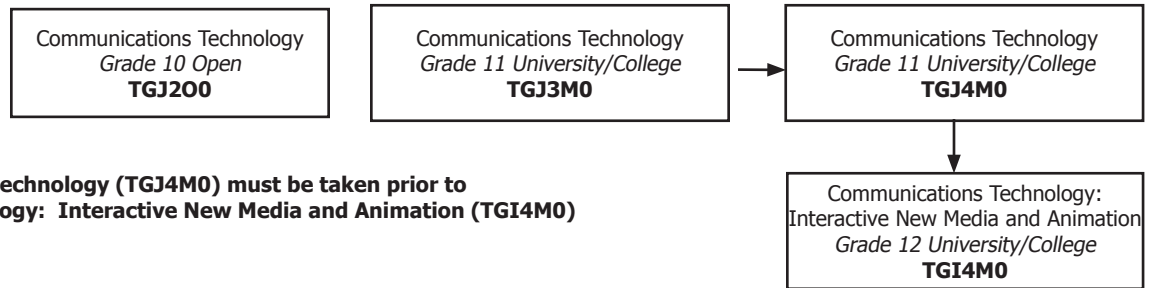 Communications Technology
Grade 10 Open
TGJ2O0
Communications Technology
Grade 11 University/College
TGJ3M0
Communications Technology
Grade 11 University/College
TGJ4M0
Technology (TGJ4M0) must be taken prior to
ogy: Interactive New Media and Animation (TGI4M0)
Communications Technology:
Interactive New Media and Animation
Grade 12 University/College
TGI4M0